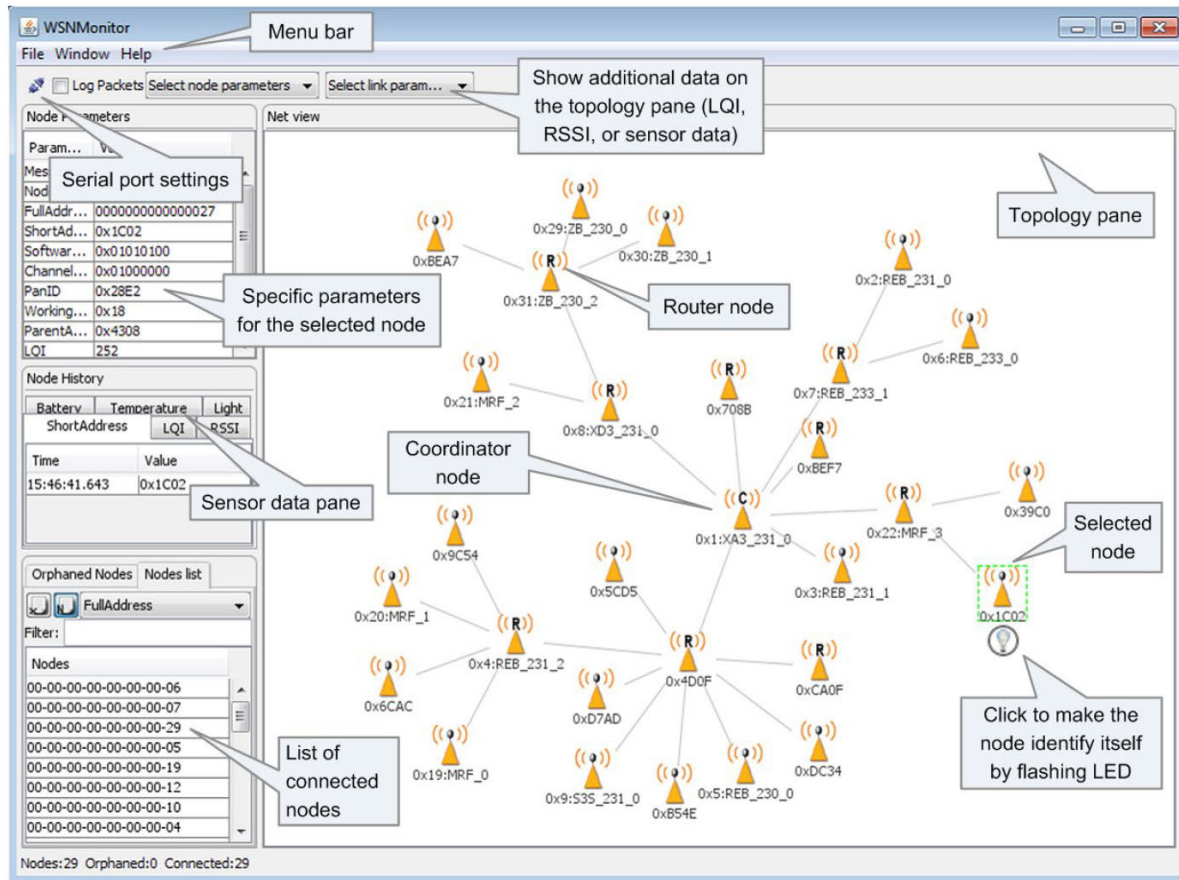 WSNMonitor
File Window Help
Menu bar
Log Packets
Select node parameters
Select link param...
Show additional data on
the topology pane (LQI,
RSSI, or sensor data)
Node Parameters
Param...
Serial port settings
FullAddr... 0000000000000027
ShortAd... 0x1C02
Softwar... 0x01010100
Channel... 0x01000000
PanID 0x28E2
Working... 0x18
ParentA... 0x4308
LQI 252
Specific parameters
for the selected node
Node History
Battery Temperature Light
ShortAddress LQI RSSI
Time Value
15:46:41.643 0x1C02
Sensor data pane
Orphaned Nodes Nodes list
N FullAddress
Filter:
Nodes
00-00-00-00-00-00-00-06
00-00-00-00-00-00-00-07
00-00-00-00-00-00-00-29
00-00-00-00-00-00-00-05
00-00-00-00-00-00-00-19
00-00-00-00-00-00-00-12
00-00-00-00-00-00-00-10
00-00-00-00-00-00-00-04
List of
connected
nodes
Nodes:29 Orphaned:0 Connected:29
Net view
Topology pane
0x29:ZB_230_0
0xBEA7
0x30:ZB_230_1
R
0x31:ZB_230_2
Router node
0x2:REB_231_0
0x6:REB_233_0
R
0x7:REB_233_1
0x21:MRF_2
R
0x708B
R
0x8:XD3_231_0
R
0xBEF7
Coordinator
node
C
0x1:XA3_231_0
R
0x22:MRF_3
0x39C0
Selected
node
0x1C02
0x9C54
0x5CD5
R
0x3:REB_231_1
0x20:MRF_1
R
0x4:REB_231_2
R
0x4D0F
R
0xCA0F
0x6CAC
0xD7AD
0x19:MRF_0
0x9:S3S_231_0
0xB54E
0x5:REB_230_0
0xDC34
Click to make the
node identify itself
by flashing LED